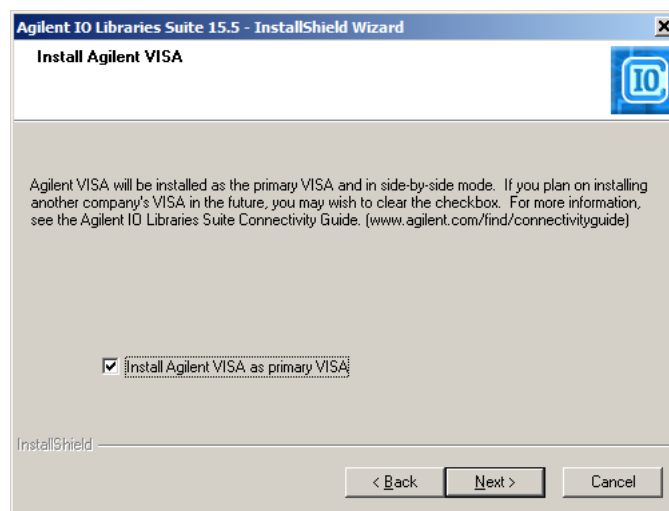 Agilent IO Libraries Suite 15.5 - InstallShield Wizard
Install Agilent VISA
IO
Agilent VISA will be installed as the primary VISA and in side-by-side mode. If you plan on installing
another company's VISA in the future, you may wish to clear the checkbox. For more information,
see the Agilent IO Libraries Suite Connectivity Guide. (www.agilent.com/find/connectivityguide)
Install Agilent VISA as primary VISA
InstallShield
< Back Next > Cancel